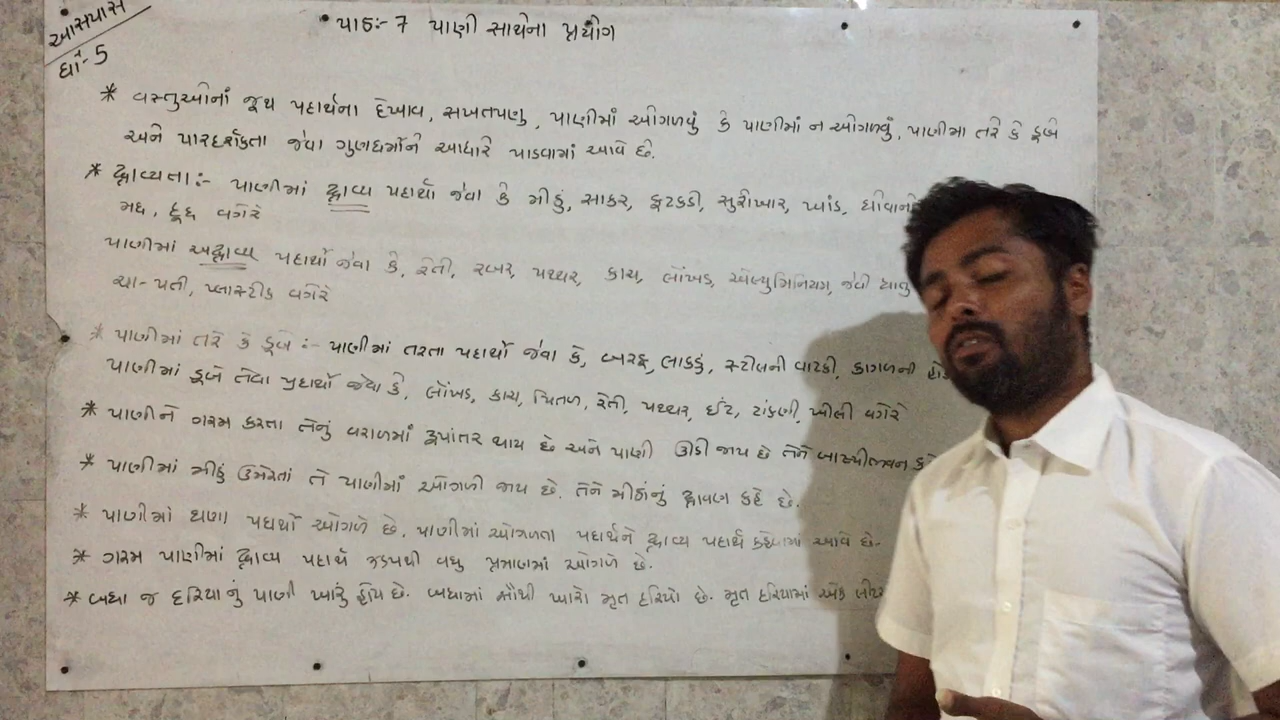 આસપાસ
ધો-5
પાઠ:- 7 પાણી સાથેના પ્રયોગ
* વસ્તુઓનાં જૂથ પદાર્થના દેખાવ, સખતપણુ, પાણીમાં ઓગળવું કે પાણીમાં ન ઓગળવું, પાણીમા તરે કે ડૂબે
અને પારદર્શકતા જેવા ગુણધર્મોને આધારે પાડવામાં આવે છે.
* દ્રાવ્યતા:- પાણીમાં દ્રાવ્ય પદાર્થો જેવા કે મીઠું, સાકર, ફટકડી, સુરોખાર, ખાંડ, ધોવાનો
મધ, દૂધ વગેરે
પાણીમાં અદ્રાવ્ય પદાર્થો જેવા કે, રેતી, રબર, પથ્થર, કાચ, લોંખંડ, એલ્યુમિનિયમ, જેવી ધાતુ
ચા-પત્તી, પ્લાસ્ટીક વગેરે
* પાણીમાં તરે કે ડૂબે :- પાણીમાં તરતા પદાર્થો જેવા કે, બરફ, લાકડું, સ્ટીલની વાટકી, કાગળની હોડી
પાણીમાં ડૂબે તેવા પદાર્થો જેવા કે, લોંખંડ, કાચ, પિતળ, રેતી, પથ્થર, ઈંટ, ટાંકણી, ખીલી વગેરે
* પાણીને ગરમ કરતા તેનું વરાળમાં રૂપાંતર થાય છે અને પાણી ઊડી જાય છે તેને બાષ્પીભવન કહે
* પાણીમાં મીઠું ઉમેરતાં તે પાણીમાં ઓગળી જાય છે. તેને મીઠાંનું દ્રાવણ કહે છે.
* પાણીમાં ઘણા પદાર્થો ઓગળે છે. પાણીમાં ઓગળતા પદાર્થને દ્રાવ્ય પદાર્થ કહેવામાં આવે છે.
* ગરમ પાણીમાં દ્રાવ્ય પદાર્થ ઝડપથી વધુ પ્રમાણમાં ઓગળે છે.
* બધા જ દરિયાનું પાણી ખારું હોય છે. બધામાં સૌથી ખારો મૃત દરિયો છે. મૃત દરિયામાં એક લીટર